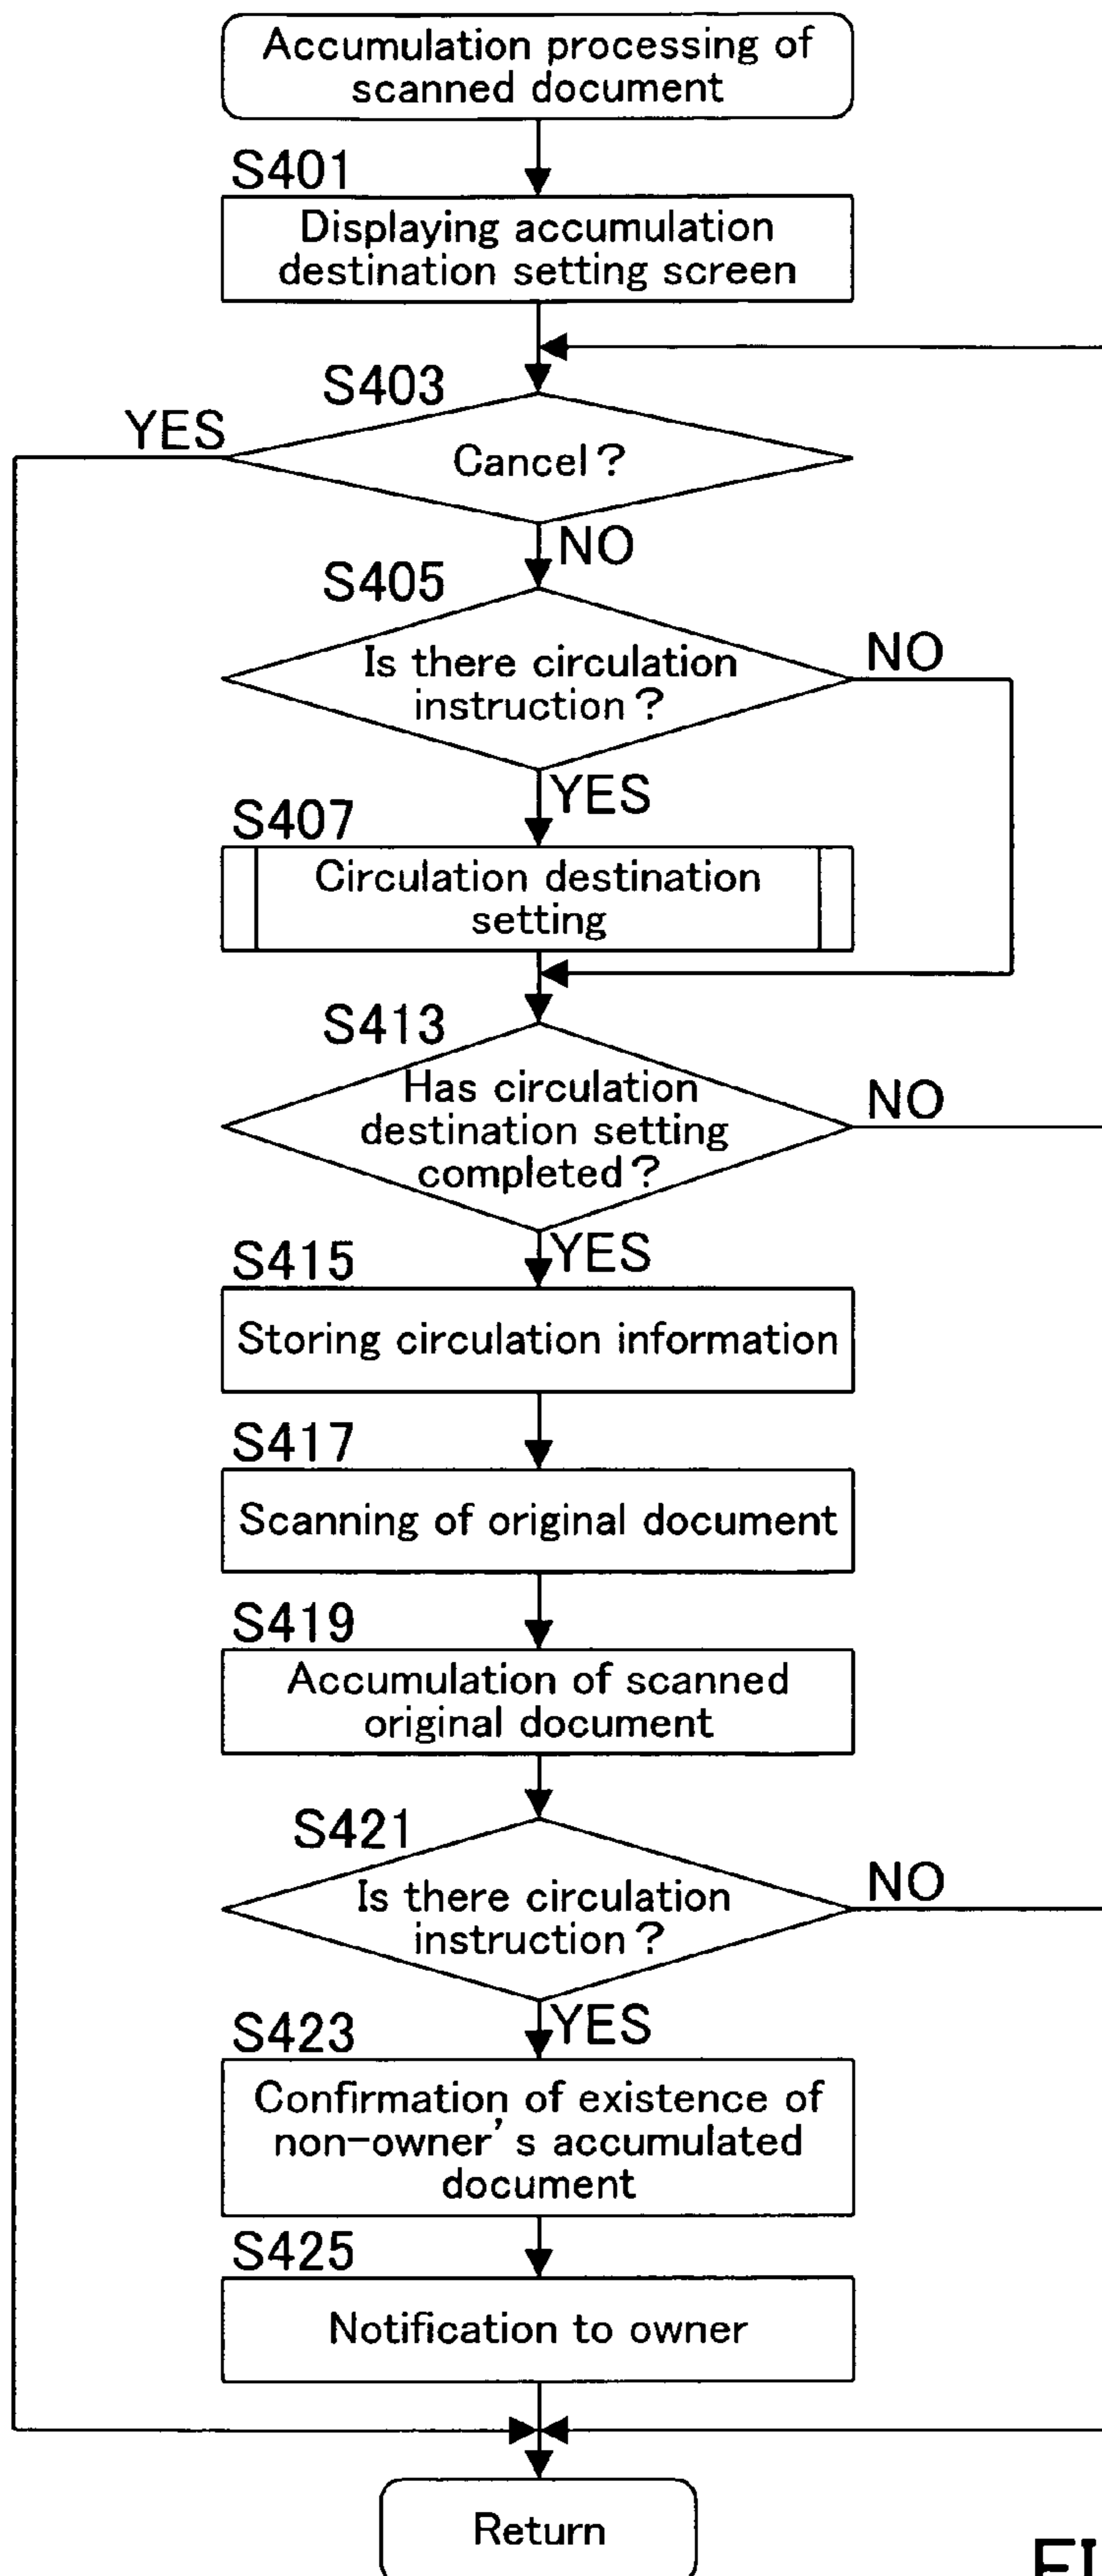 Accumulation processing of
scanned document
S401
Displaying accumulation
destination setting screen
S403
YES
Cancel?
NO
S405
Is there circulation
instruction?
NO
YES
S407
Circulation destination
setting
S413
Has circulation
destination setting
completed?
NO
YES
S415
Storing circulation information
S417
Scanning of original document
S419
Accumulation of scanned
original document
S421
Is there circulation
instruction?
NO
YES
S423
Confirmation of existence of
non-owner's accumulated
document
S425
Notification to owner
Return